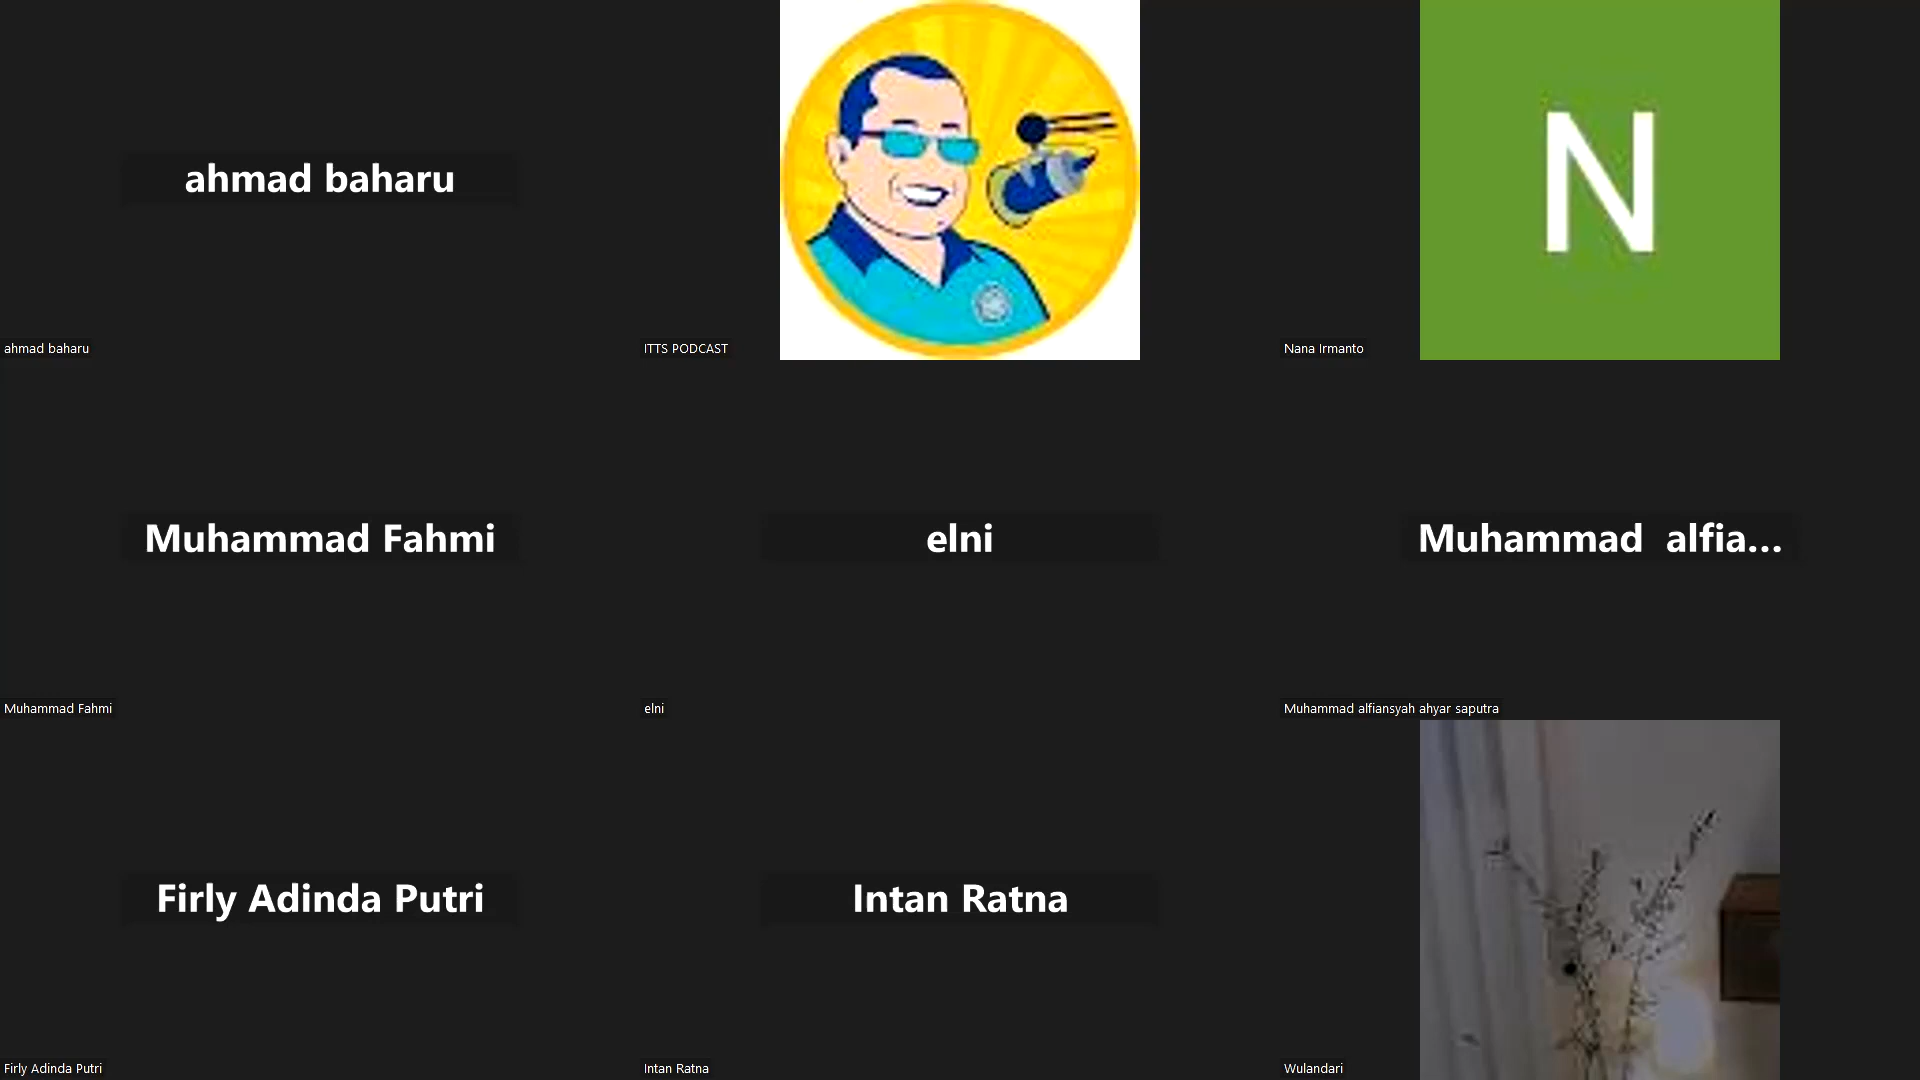 ahmad baharu
ahmad baharu
ITTS PODCAST
N
Nana Irmanto
Muhammad Fahmi
Muhammad Fahmi
elni
elni
Muhammad  alfia...
Muhammad alfiansyah ahyar saputra
Firly Adinda Putri
Firly Adinda Putri
Intan Ratna
Intan Ratna
Wulandari